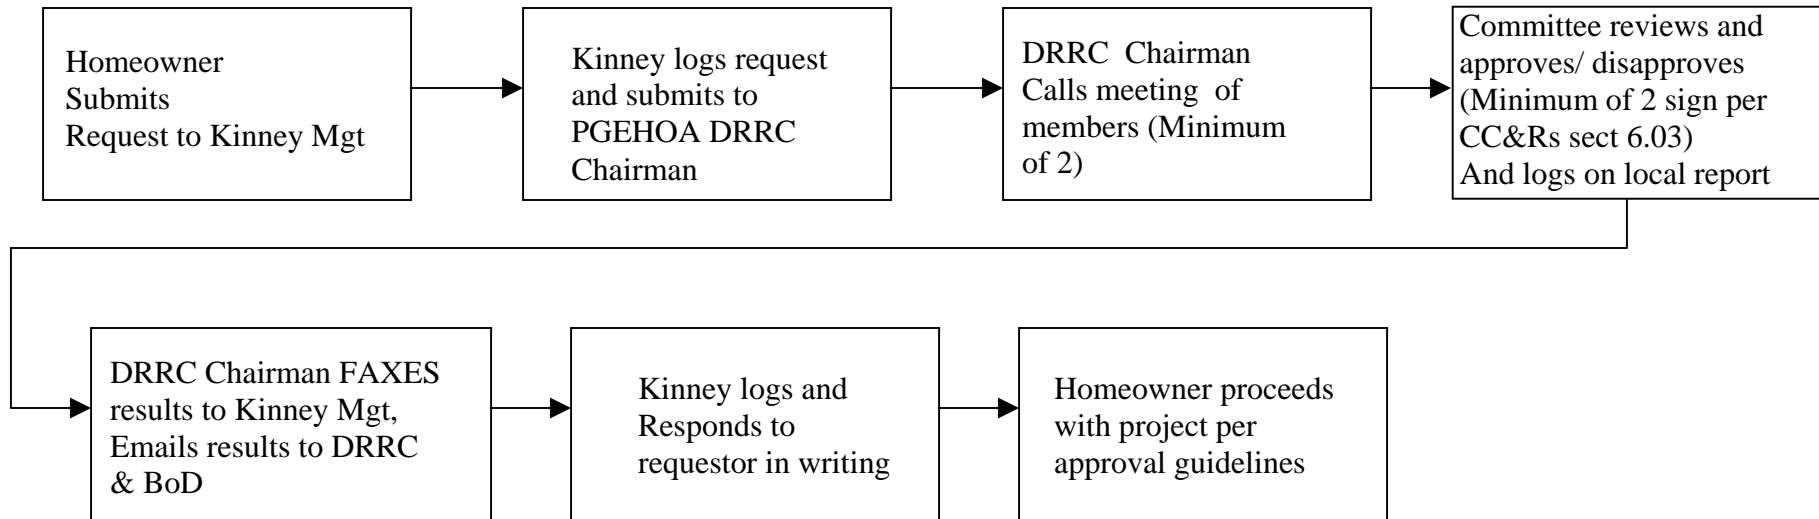 Homeowner
Submits
Request to Kinney Mgt
Kinney logs request
and submits to
PGEHOA DRRC
Chairman
DRRC Chairman
Calls meeting of
members (Minimum
of 2)
Committee reviews and
approves/ disapproves
(Minimum of 2 sign per
CC&Rs sect 6.03)
And logs on local report
DRRC Chairman FAXES
results to Kinney Mgt,
Emails results to DRRC
& BoD
Kinney logs and
Responds to
requestor in writing
Homeowner proceeds
with project per
approval guidelines